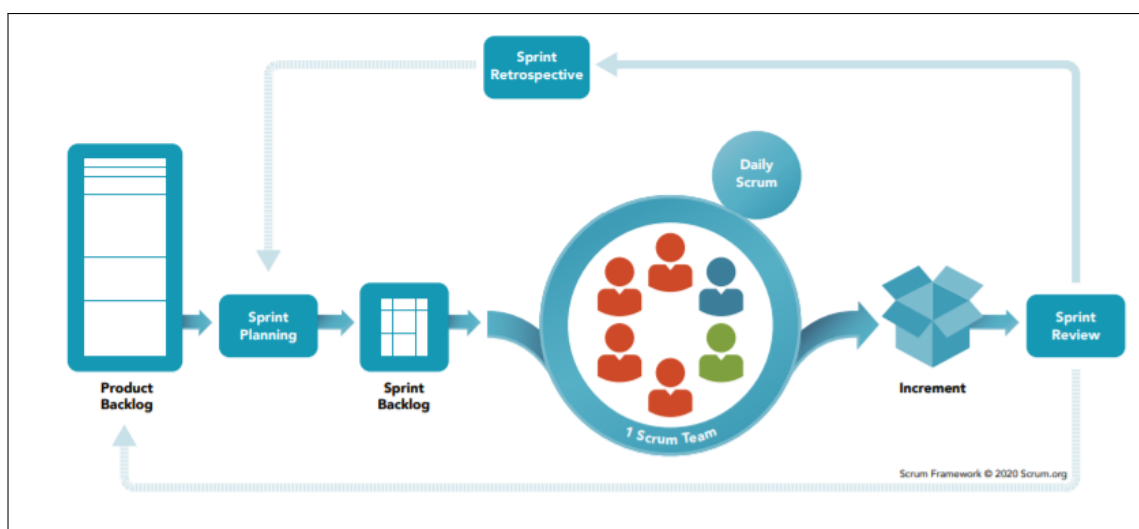 Sprint
Retrospective
Daily
Scrum
Sprint
Planning
Sprint
Review
Product
Backlog
Sprint
Backlog
1 Scrum Team
Increment
Scrum Framework © 2020 Scrum.org